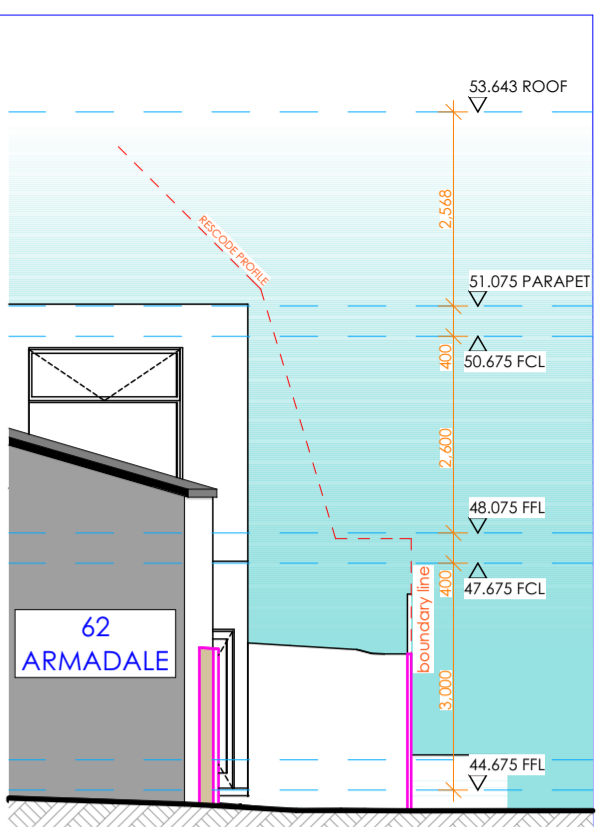 53.643 ROOF
2.568
RESCODE PROFILE
51.075 PARAPET
400
50.675 FCL
2,600
48.075 FFL
400
47.675 FCL
boundary line
62
ARMADALE
3,000
44.675 FFL